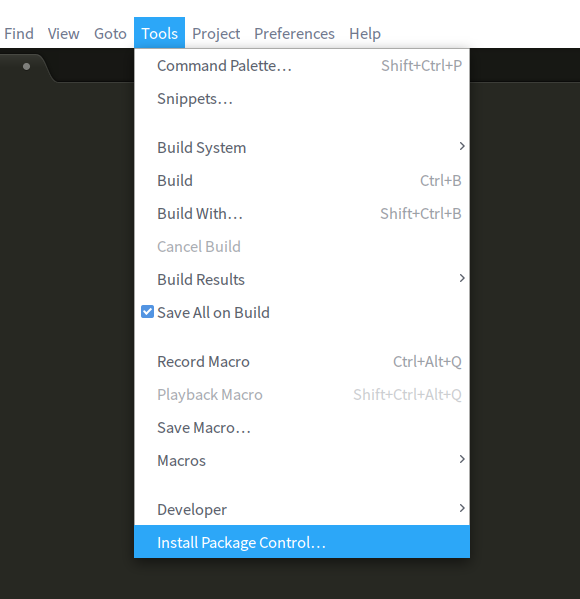 Find View Goto Tools Project Preferences Help
Command Palette... Shift+Ctrl+P
Snippets...
Build System
Build Ctrl+B
Build With... Shift+Ctrl+B
Cancel Build
Build Results
Save All on Build
Record Macro Ctrl+Alt+Q
Playback Macro Shift+Ctrl+Alt+Q
Save Macro...
Macros
Developer
Install Package Control...